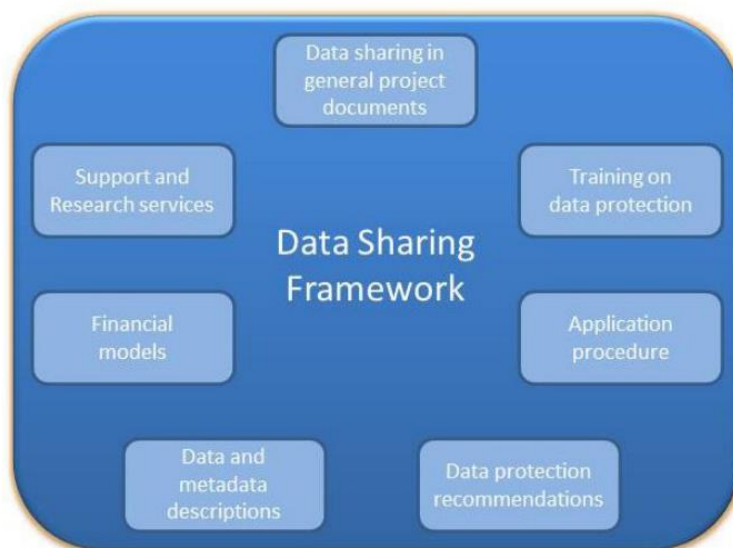 Data sharing in
general project
documents
Support and
Research services
Training on
data protection
Data Sharing
Framework
Financial
models
Application
procedure
Data and
metadata
descriptions
Data protection
recommendations